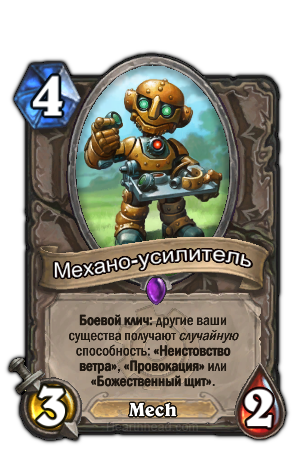 4
Механо-усилитель
Боевой клич: другие ваши
существа получают случайную
способность: «Неистовство
ветра», «Провокация» или
«Божественный щит».
3
Mech
2